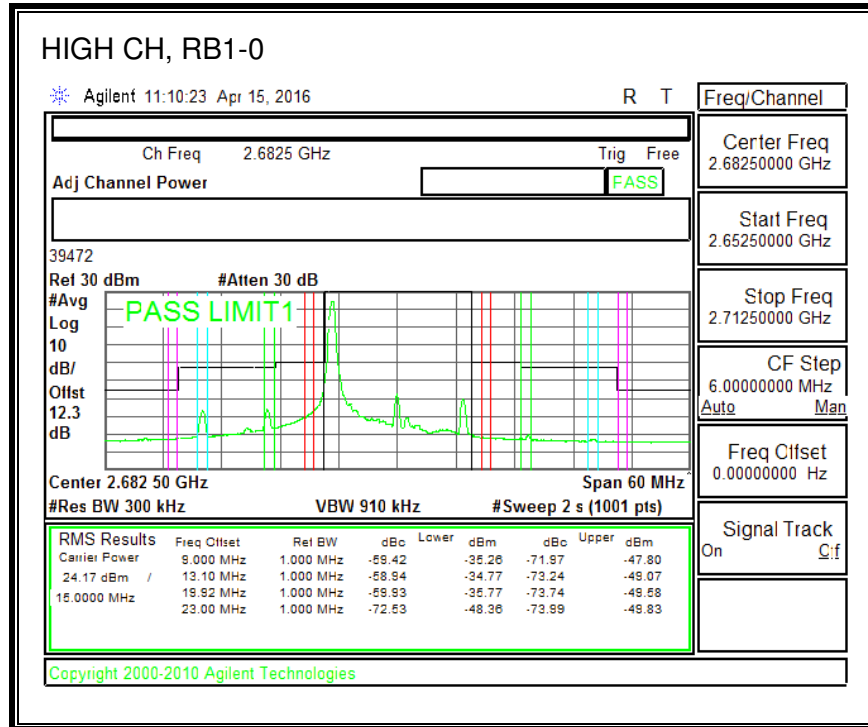 HIGH CH, RB1-0
Agilent 11:10:23 Apr 15, 2016 R T
Freq/Channel
Ch Freq 2.6825 GHz Trig Free
Adj Channel Power PASS
Center Freq
2.68250000 GHz
Start Freq
2.65250000 GHz
Stop Freq
2.71250000 GHz
CF Step
6.00000000 MHz
Auto Man
Freq Offset
0.00000000 Hz
Signal Track
On Off
39472
Ref 30 dBm #Atten 30 dB
#Avg
Log
10
dB/
Offst
12.3
dB
PASS LIMIT1
Center 2.682 50 GHz Span 60 MHz
#Res BW 300 kHz VBW 910 kHz #Sweep 2 s (1001 pts)
RMS Results Freq Offset Ref BW dBc Lower dBm dBc Upper dBm
Carrier Power 9.000 MHz 1.000 MHz -59.42 -35.26 -71.97 -47.80
24.17 dBm / 13.10 MHz 1.000 MHz -58.94 -34.77 -73.24 -49.07
15.0000 MHz 19.92 MHz 1.000 MHz -59.93 -35.77 -73.74 -49.58
23.00 MHz 1.000 MHz -72.53 -48.36 -73.99 -49.83
Copyright 2000-2010 Agilent Technologies